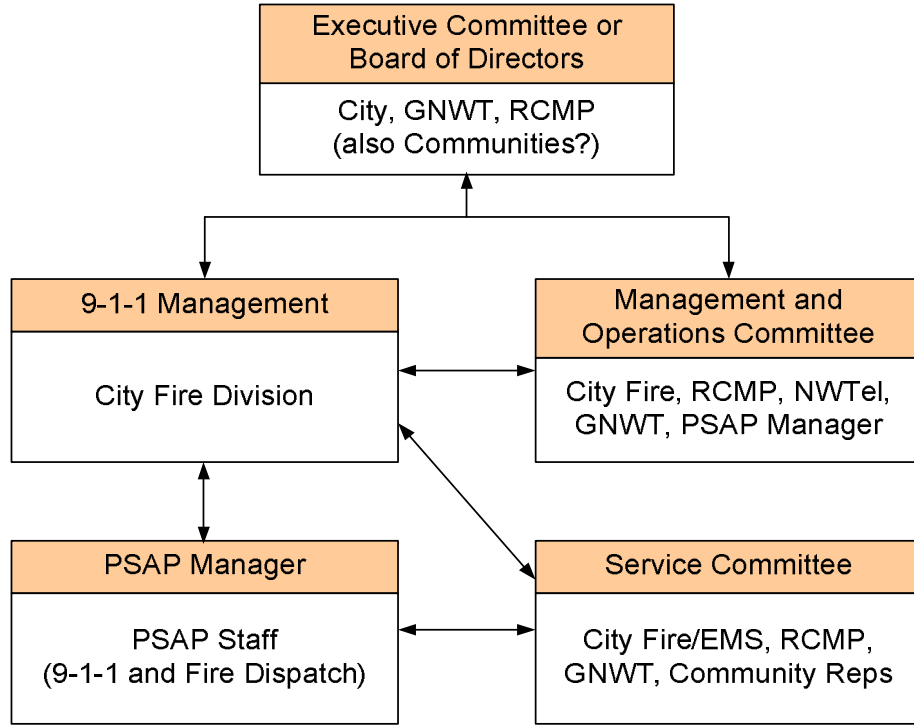 Executive Committee or
Board of Directors
City, GNWT, RCMP
(also Communities?)
9-1-1 Management
City Fire Division
Management and
Operations Committee
City Fire, RCMP, NWTel,
GNWT, PSAP Manager
PSAP Manager
PSAP Staff
(9-1-1 and Fire Dispatch)
Service Committee
City Fire/EMS, RCMP,
GNWT, Community Reps